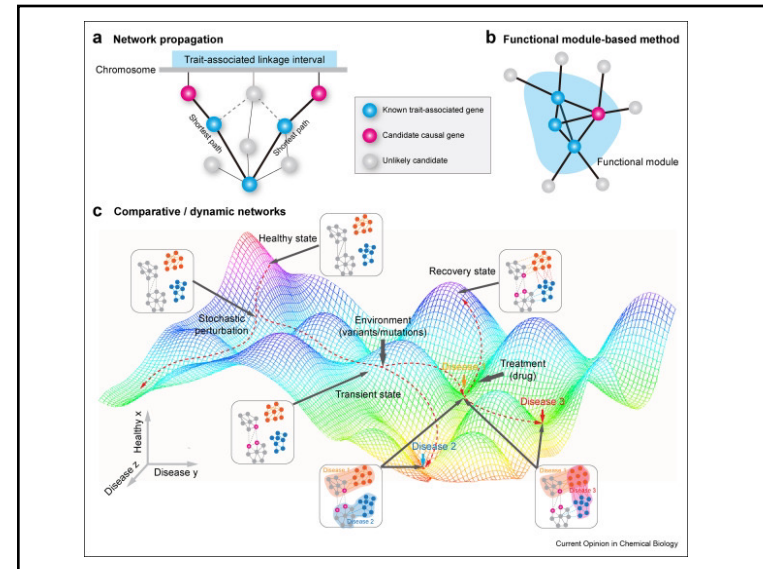 a Network propagation
Trait-associated linkage interval
Chromosome
Shortest path
Shortest path
Known trait-associated gene
Candidate causal gene
Unlikely candidate
b Functional module-based method
Functional module
c Comparative / dynamic networks
Healthy state
Recovery state
Stochastic
perturbation
Environment
(variants/mutations)
Disease
Treatment
(drug)
Transient state
Disease 3
Disease 2
Healthy x
Disease z
Disease y
Disease 2
Disease 3
Current Opinion in Chemical Biology